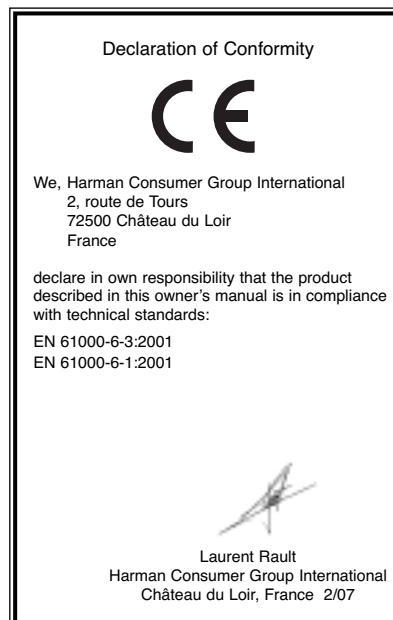 Declaration of Conformity
CE
We, Harman Consumer Group International
2, route de Tours
72500 Château du Loir
France
declare in own responsibility that the product
described in this owner's manual is in compliance
with technical standards:
EN 61000-6-3:2001
EN 61000-6-1:2001
Laurent Rault
Harman Consumer Group International
Château du Loir, France 2/07